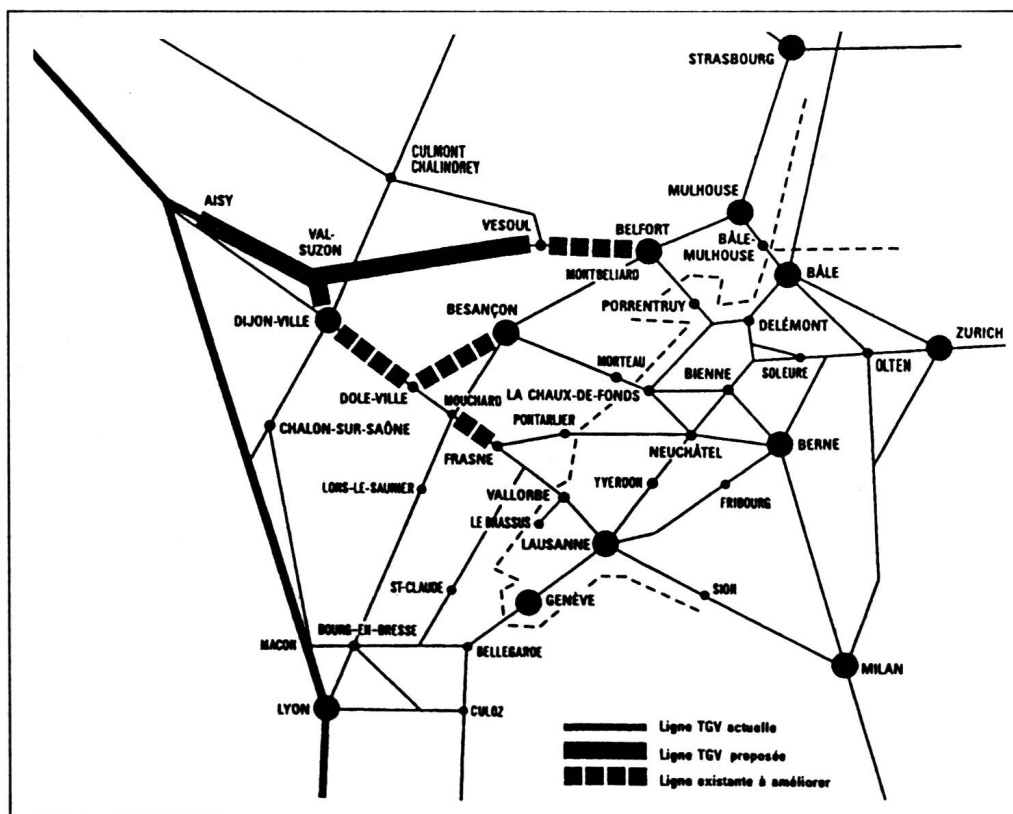 STRASBOURG
CULMONT
CHALINDREY
AISY
VAL-
SUZON
VESOUL
BELFORT
MULHOUSE
BÂLE-
MULHOUSE
MONTBELIARD
BÂLE
PORRENTRUY
DIJON-VILLE
BESANÇON
DELÉMONT
ZURICH
MORTEAU
BIENNE
SOLEURE
OLTEN
DOLE-VILLE
MOUCHARD
LA CHAUX-DE-FONDS
CHALON-SUR-SAÔNE
PONTARLIER
FRASNE
NEUCHÂTEL
BERNE
LONS-LE-SAUNIER
VALLORBE
YVERDON
FRIBOURG
LE BRASSUS
LAUSANNE
ST-CLAUDE
GENÈVE
SION
MACON
BOURG-EN-BRESSE
BELLEGARDE
MILAN
LYON
CULOZ
Ligne TGV actuelle
Ligne TGV proposée
Ligne existante à améliorer